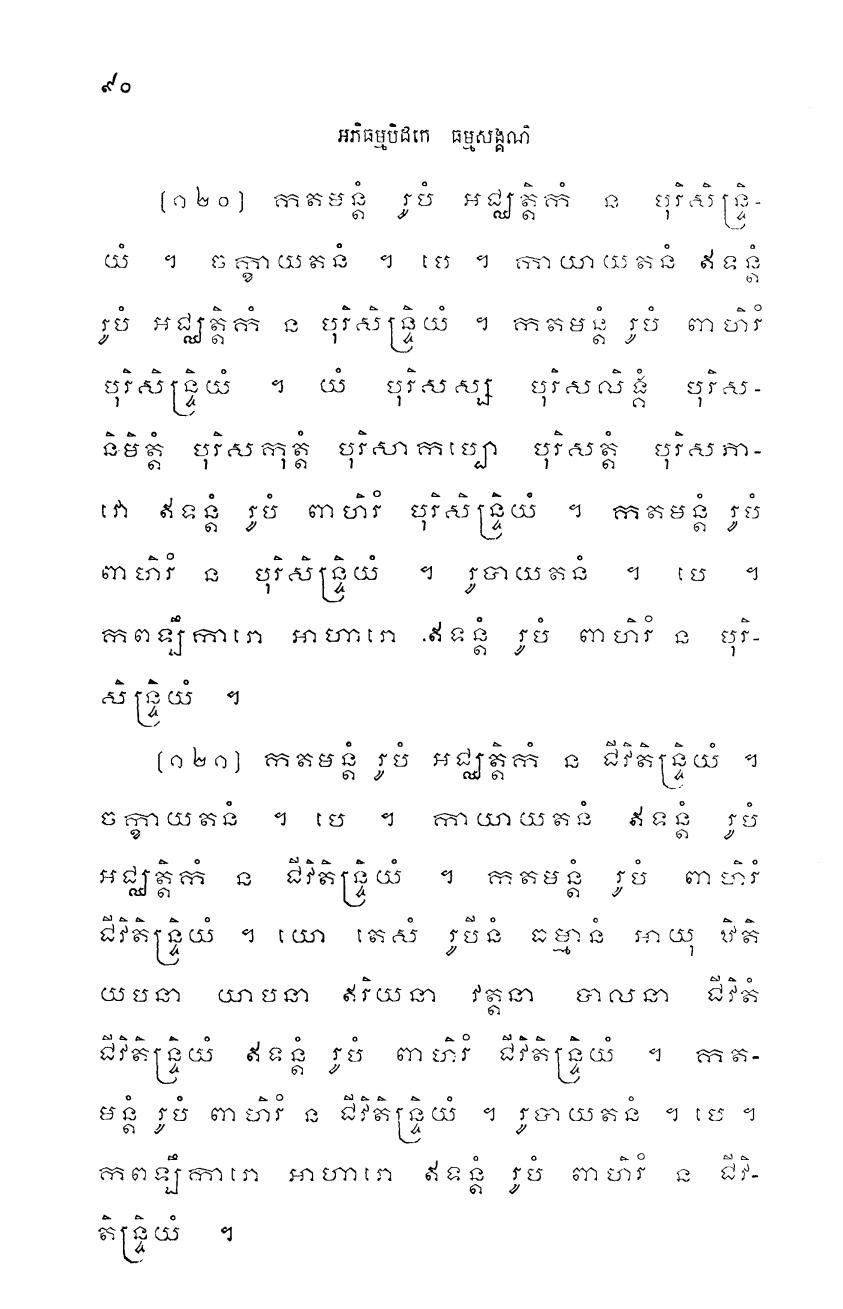 ៩០
អភិធម្មបិដកេ ធម្មសង្គណី
(១២០) កតមន្តំ រូបំ អជ្ឈត្តិកំ ន បុរិសិន្ទ្រិ-
យំ ។ ចក្ខាយតនំ ។ បេ ។ កាយាយតនំ ឥទន្តំ
រូបំ អជ្ឈត្តិកំ ន បុរិសិន្ទ្រិយំ ។ កតមន្តំ រូបំ ពាហិរំ
បុរិសិន្ទ្រិយំ ។ យំ បុរិសស្ស បុរិសលិង្គំ បុរិស-
និមិត្តំ បុរិសកុត្តំ បុរិសាកប្បោ បុរិសត្តំ បុរិសភា-
វោ ឥទន្តំ រូបំ ពាហិរំ បុរិសិន្ទ្រិយំ ។ កតមន្តំ រូបំ
ពាហិរំ ន បុរិសិន្ទ្រិយំ ។ រូបាយតនំ ។ បេ ។
កពឡីការោ អាហារោ ឥទន្តំ រូបំ ពាហិរំ ន បុរិ-
សិន្ទ្រិយំ ។
(១២១) កតមន្តំ រូបំ អជ្ឈត្តិកំ ន ជីវិតិន្ទ្រិយំ ។
ចក្ខាយតនំ ។ បេ ។ កាយាយតនំ ឥទន្តំ រូបំ
អជ្ឈត្តិកំ ន ជីវិតិន្ទ្រិយំ ។ កតមន្តំ រូបំ ពាហិរំ
ជីវិតិន្ទ្រិយំ ។ យោ តេសំ រូបីនំ ធម្មានំ អាយុ ឋិតិ
យបនា យាបនា ឥរិយនា វត្តនា បាលនា ជីវិតំ
ជីវិតិន្ទ្រិយំ ឥទន្តំ រូបំ ពាហិរំ ជីវិតិន្ទ្រិយំ ។ កត-
មន្តំ រូបំ ពាហិរំ ន ជីវិតិន្ទ្រិយំ ។ រូបាយតនំ ។ បេ ។
កពឡីការោ អាហារោ ឥទន្តំ រូបំ ពាហិរំ ន ជីវិ-
តិន្ទ្រិយំ ។